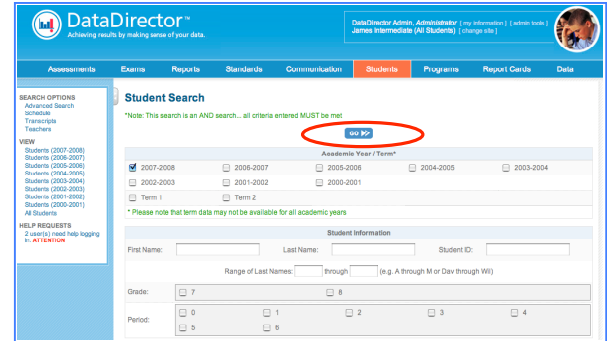 DataDirector™
Achieving results by making sense of your data.
DataDirector Admin, Administrator [ my information ] [ admin tools ]
James Intermediate (All Students) [ change site ]
Assessments Exams Reports Standards Communication Students Programs Report Cards Data
SEARCH OPTIONS
Advanced Search
Schedule
Transcripts
Teachers
VIEW
Students (2007-2008)
Students (2006-2007)
Students (2005-2006)
Students (2004-2005)
Students (2003-2004)
Students (2002-2003)
Students (2001-2002)
Students (2000-2001)
All Students
HELP REQUESTS
2 user(s) need help logging
in. ATTENTION
Student Search
*Note: This search is an AND search... all criteria entered MUST be met
GO
Academic Year / Term*
2007-2008 2006-2007 2005-2006 2004-2005 2003-2004
2002-2003 2001-2002 2000-2001
Term 1 Term 2
* Please note that term data may not be available for all academic years
Student Information
First Name: Last Name: Student ID:
Range of Last Names: through (e.g. A through M or Dav through Wil)
Grade: 7 8
Period: 0 1 2 3 4
5 6